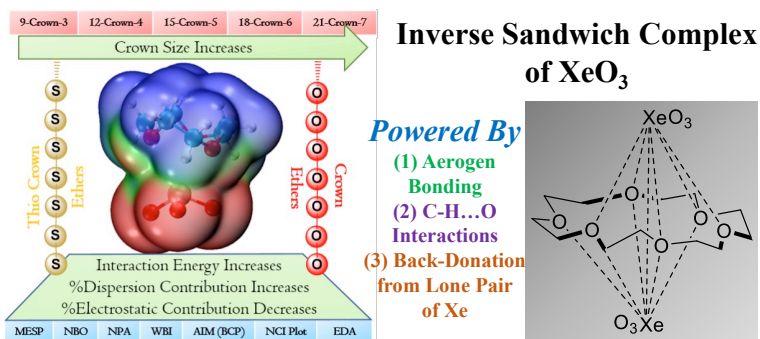 9-Crown-3 12-Crown-4 15-Crown-5 18-Crown-6 21-Crown-7
Crown Size Increases
S
S
S
S
S
S
S
Thio Crown
Ethers
O
O
O
O
O
O
O
Crown
Ethers
Interaction Energy Increases
%Dispersion Contribution Increases
%Electrostatic Contribution Decreases
MESP NBO NPA WBI AIM (BCP) NCI Plot EDA
Inverse Sandwich Complex
of XeO3
Powered By
(1) Aerogen
Bonding
(2) C-H…O
Interactions
(3) Back-Donation
from Lone Pair
of Xe
XeO3
O
O
O
O
O
O3Xe